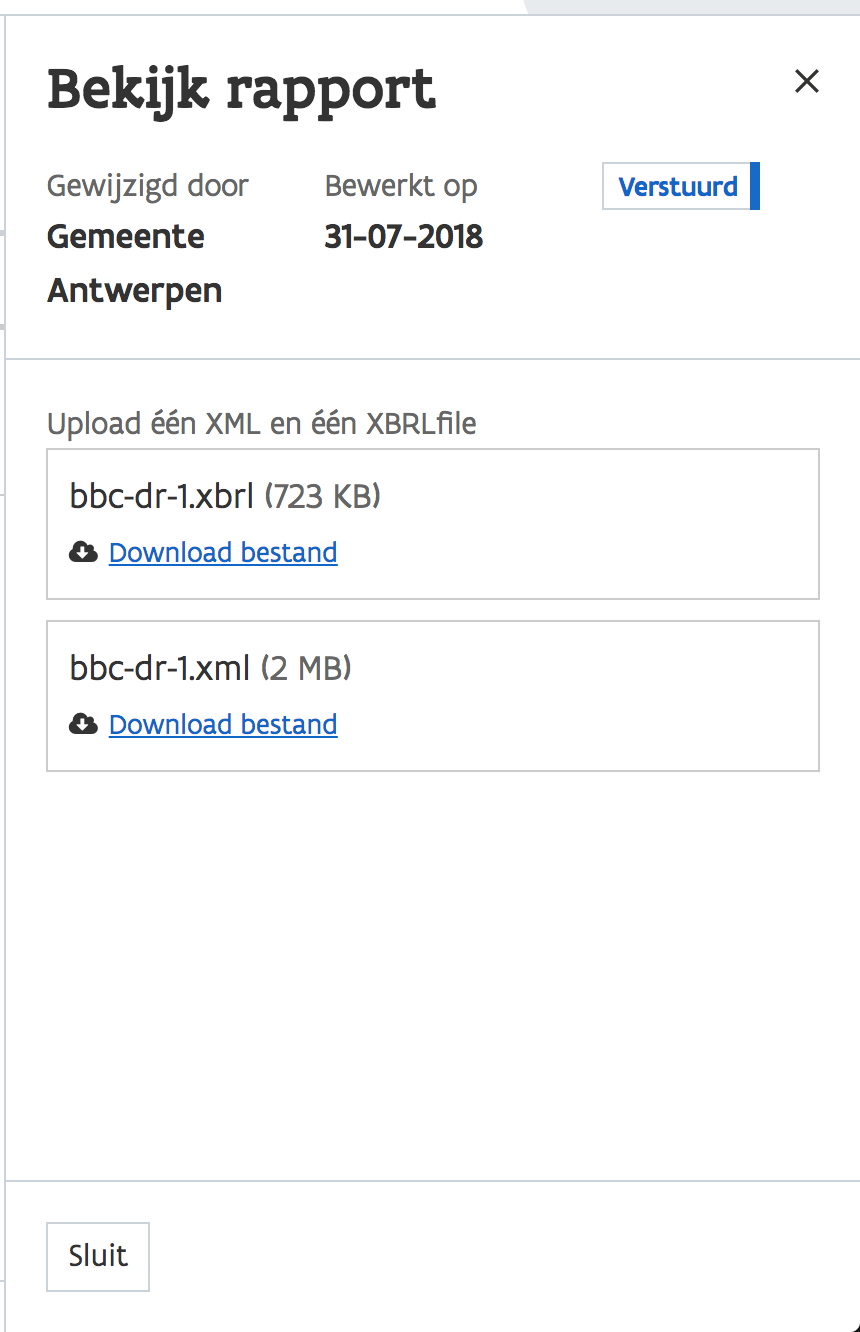 Bekijk rapport
Gewijzigd door
Gemeente
Antwerpen
Bewerkt op
31-07-2018
Verstuurd
Upload één XML en één XBRLfile
bbc-dr-1.xbrl (723 KB)
Download bestand
bbc-dr-1.xml (2 MB)
Download bestand
Sluit